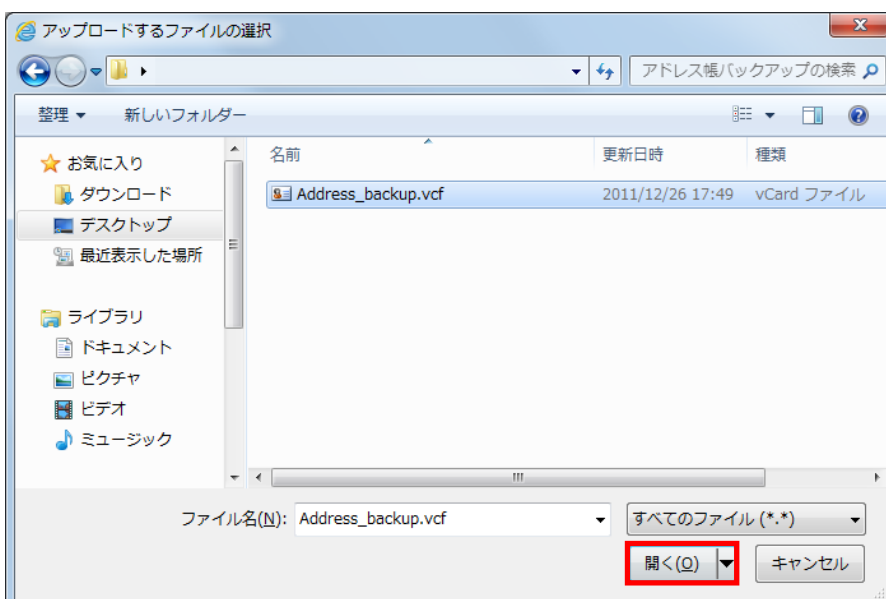 アップロードするファイルの選択
アドレス帳バックアップの検索
整理 新しいフォルダー
名前 更新日時 種類
お気に入り
ダウンロード
デスクトップ
最近表示した場所
ライブラリ
ドキュメント
ピクチャ
ビデオ
ミュージック
Address_backup.vcf 2011/12/26 17:49 vCard ファイル
ファイル名(N): Address_backup.vcf すべてのファイル (*.*)
開く(O) キャンセル